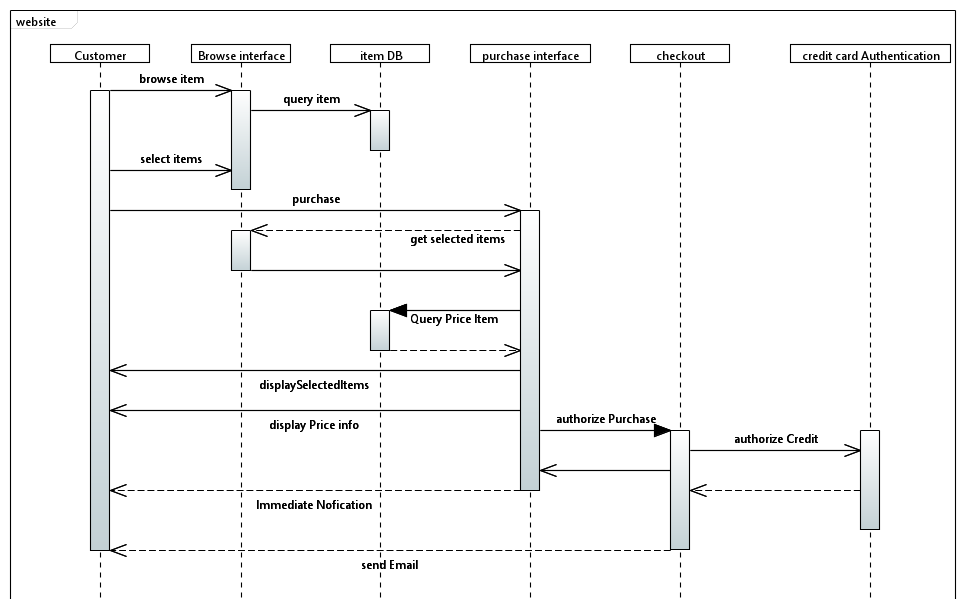 website
Customer
Browse interface
item DB
purchase interface
checkout
credit card Authentication
browse item
query item
select items
purchase
get selected items
Query Price Item
displaySelectedItems
display Price info
authorize Purchase
authorize Credit
Immediate Nofication
send Email